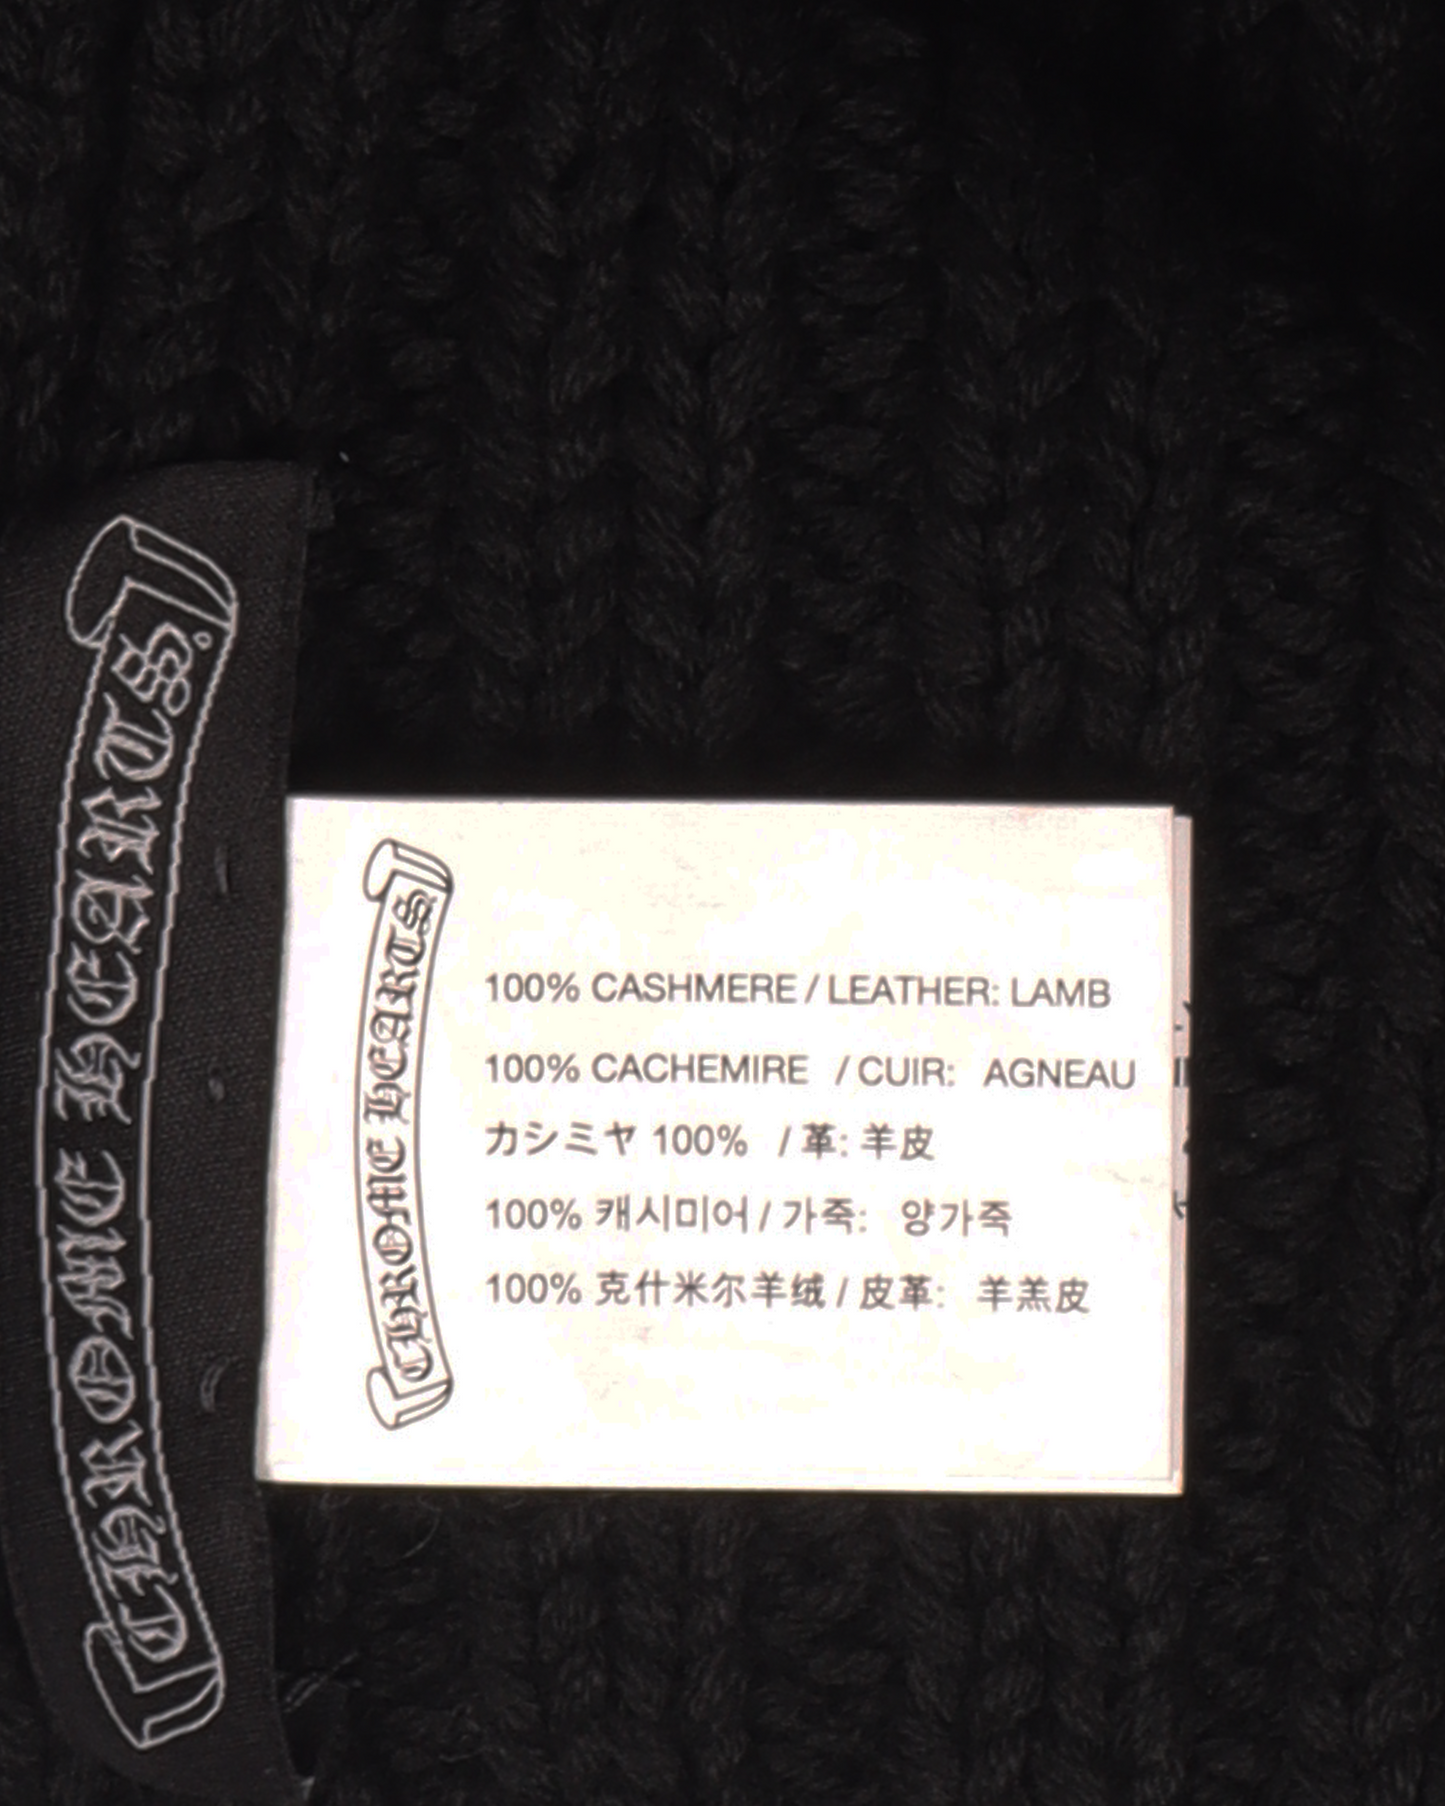 CHROME HEARTS
CHROME HEARTS
100% CASHMERE / LEATHER: LAMB
100% CACHEMIRE / CUIR: AGNEAU
カシミヤ 100% / 革: 羊皮
100% 캐시미어 / 가죽: 양가죽
100% 克什米尔羊绒 / 皮革: 羊羔皮